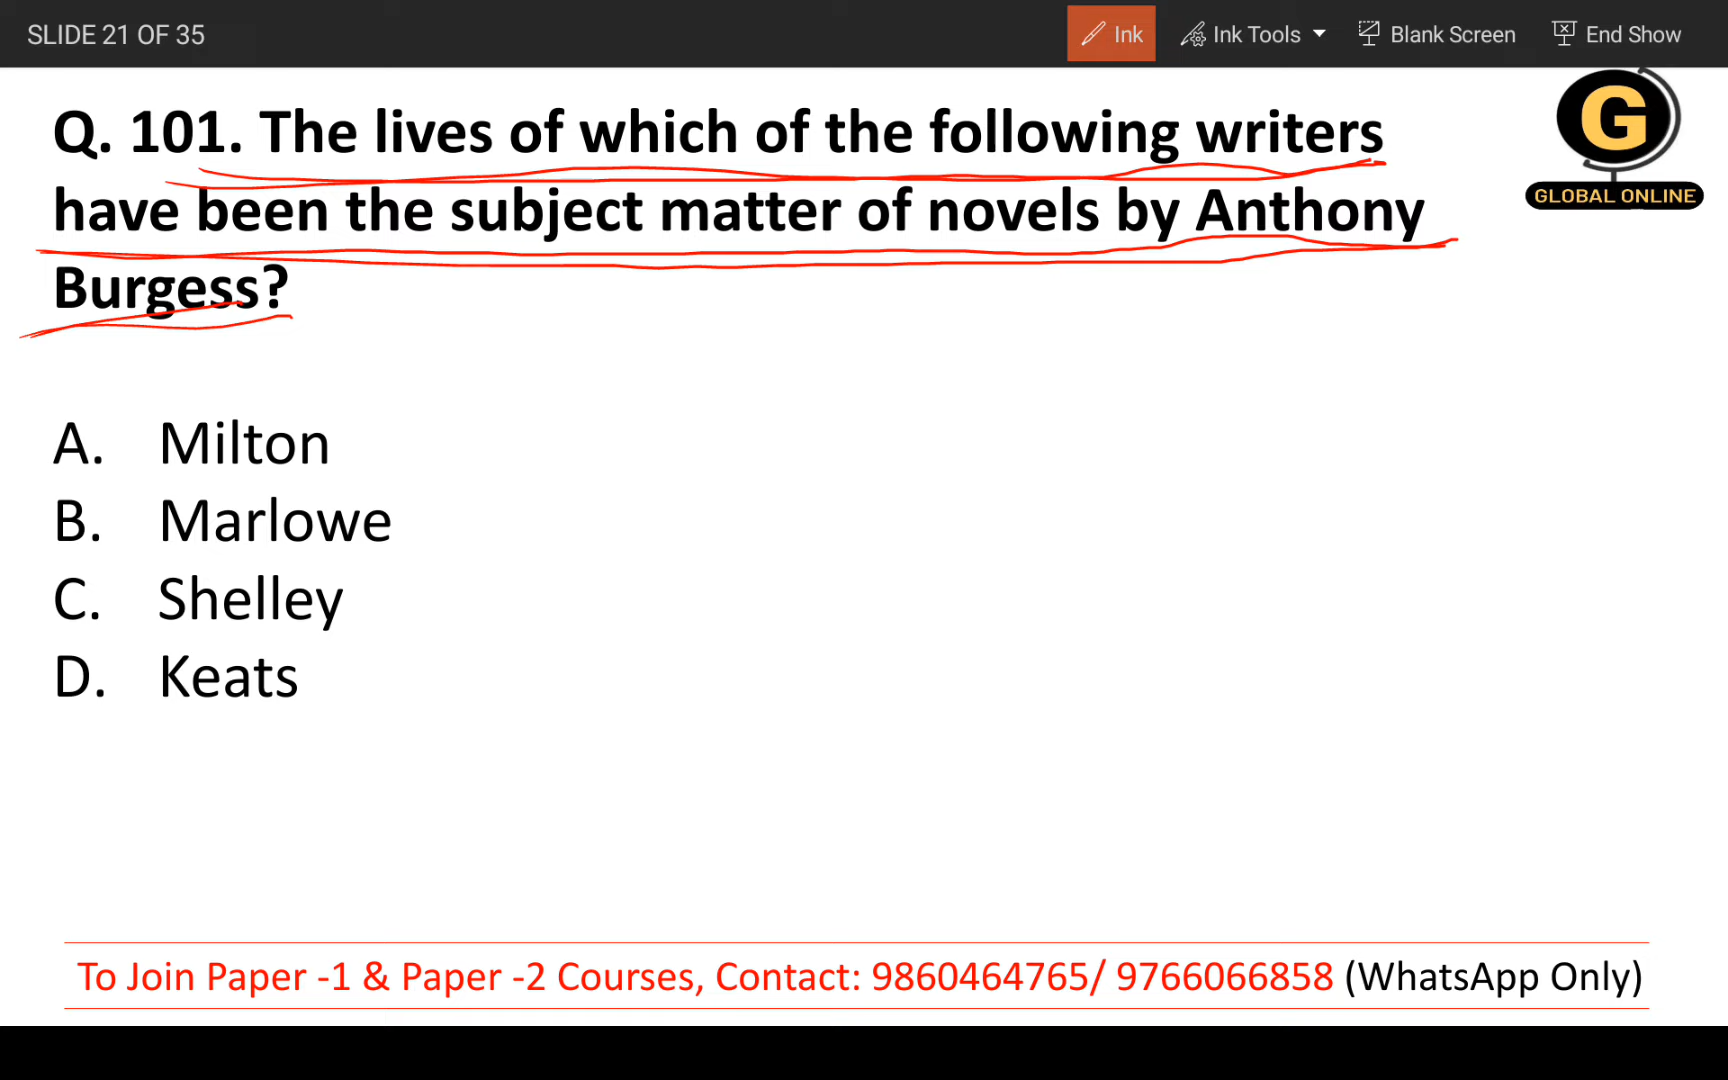 SLIDE 21 OF 35
Ink
Ink Tools
Blank Screen
End Show
G
GLOBAL ONLINE
Q. 101. The lives of which of the following writers
have been the subject matter of novels by Anthony
Burgess?
A. Milton
B. Marlowe
C. Shelley
D. Keats
To Join Paper -1 & Paper -2 Courses, Contact: 9860464765/ 9766066858 (WhatsApp Only)